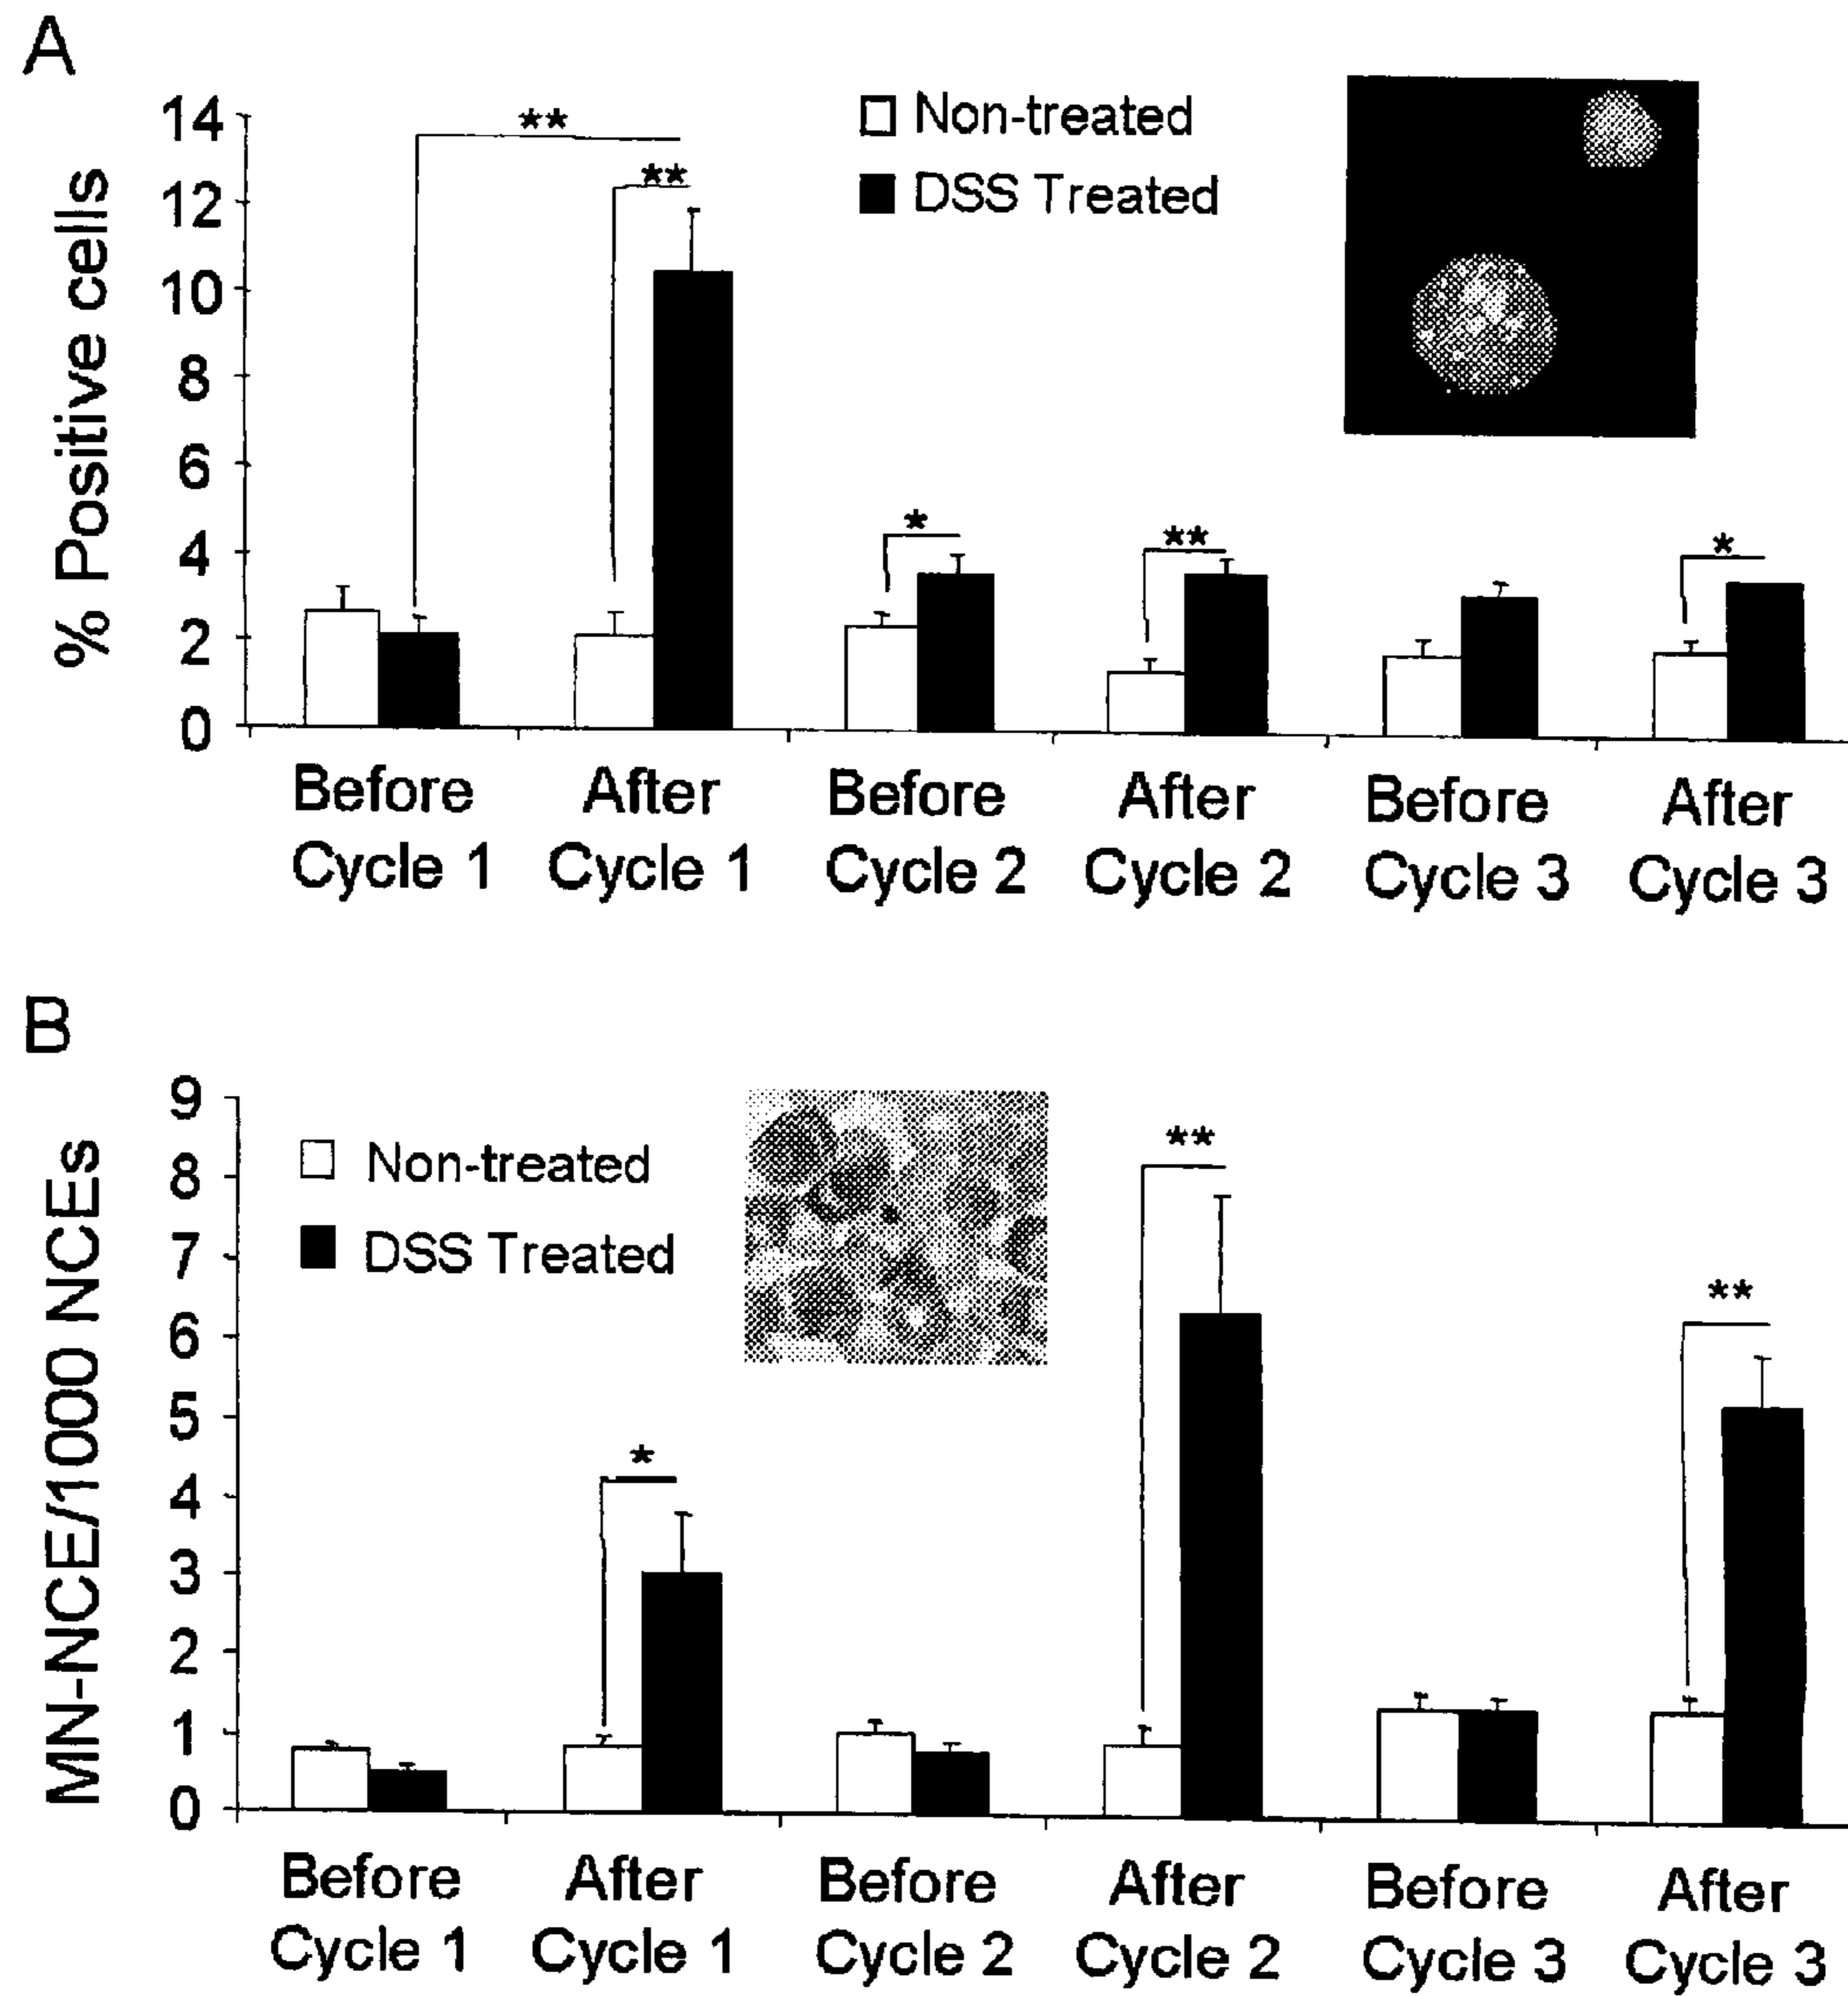 A
% Positive cells
14
12
10
8
6
4
2
0
**
**
*
**
*
Non-treated
DSS Treated
Before Cycle 1
After Cycle 1
Before Cycle 2
After Cycle 2
Before Cycle 3
After Cycle 3
B
MN-NCE/1000 NCEs
9
8
7
6
5
4
3
2
1
0
Non-treated
DSS Treated
*
**
**
Before Cycle 1
After Cycle 1
Before Cycle 2
After Cycle 2
Before Cycle 3
After Cycle 3